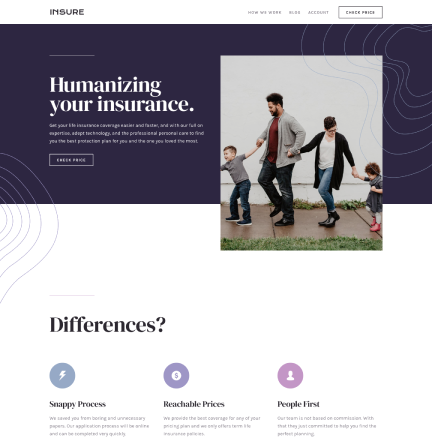 INSURE
HOW WE WORK BLOG ACCOUNT CHECK PRICE
Humanizing
your insurance.
Get your life insurance coverage easier and faster, and with our full on
expertise, adept technology, and the professional personal care to find
you the best protection plan for you and the one you loved the most.
CHECK PRICE
Differences?
Snappy Process
We saved you from boring and unnecessary
papers. Our application process will be online
and can be completed very quickly
Reachable Prices
We provide the best coverage for any of your
pricing plan and we only offers term life
insurance policies.
People First
Our team is not based on commission. With
that they just committed to help you find the
perfect planning.